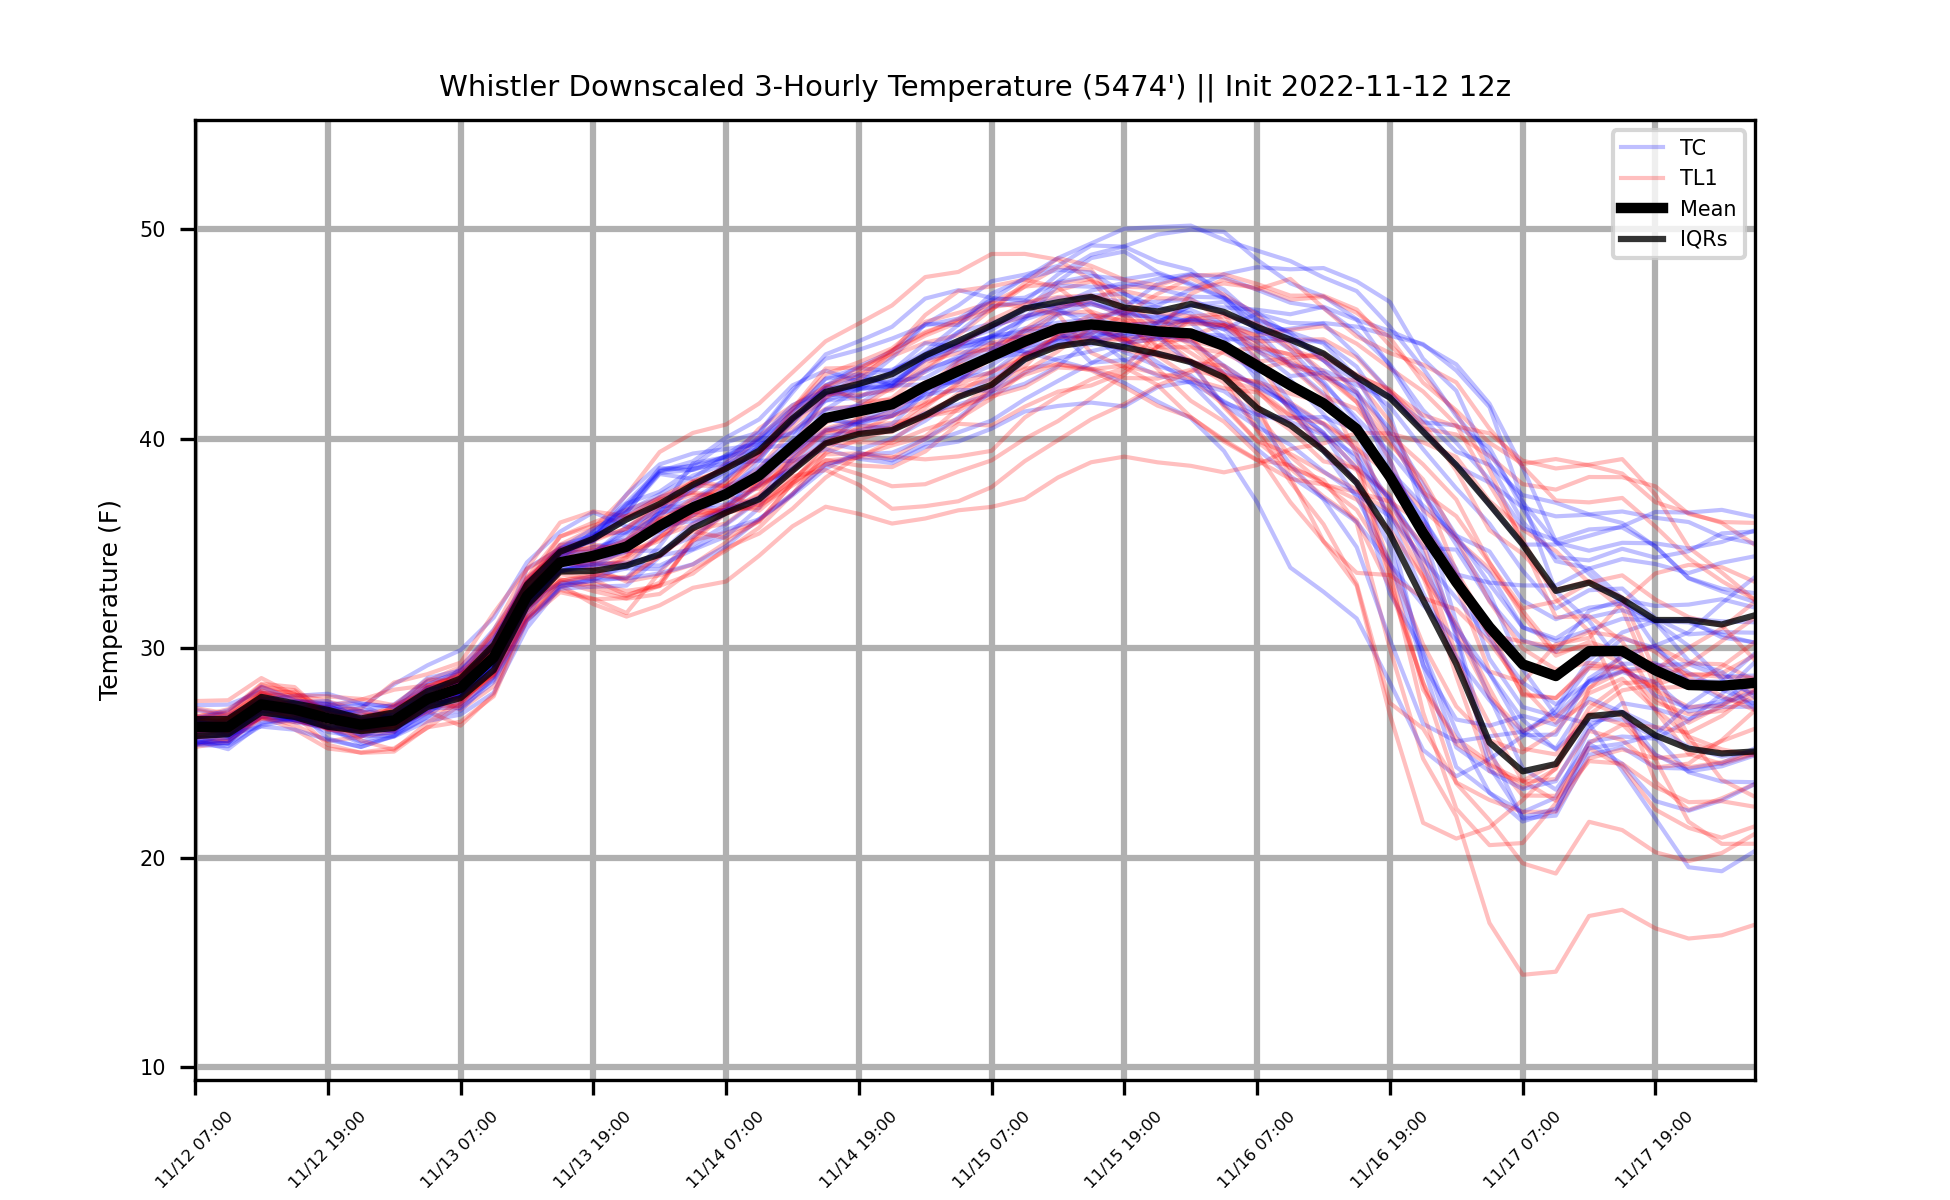 Whistler Downscaled 3-Hourly Temperature (5474') || Init 2022-11-12 12z
TC
TL1
Mean
IQRs
Temperature (F)
50
40
30
20
10
11/12 07:00
11/12 19:00
11/13 07:00
11/13 19:00
11/14 07:00
11/14 19:00
11/15 07:00
11/15 19:00
11/16 07:00
11/16 19:00
11/17 07:00
11/17 19:00